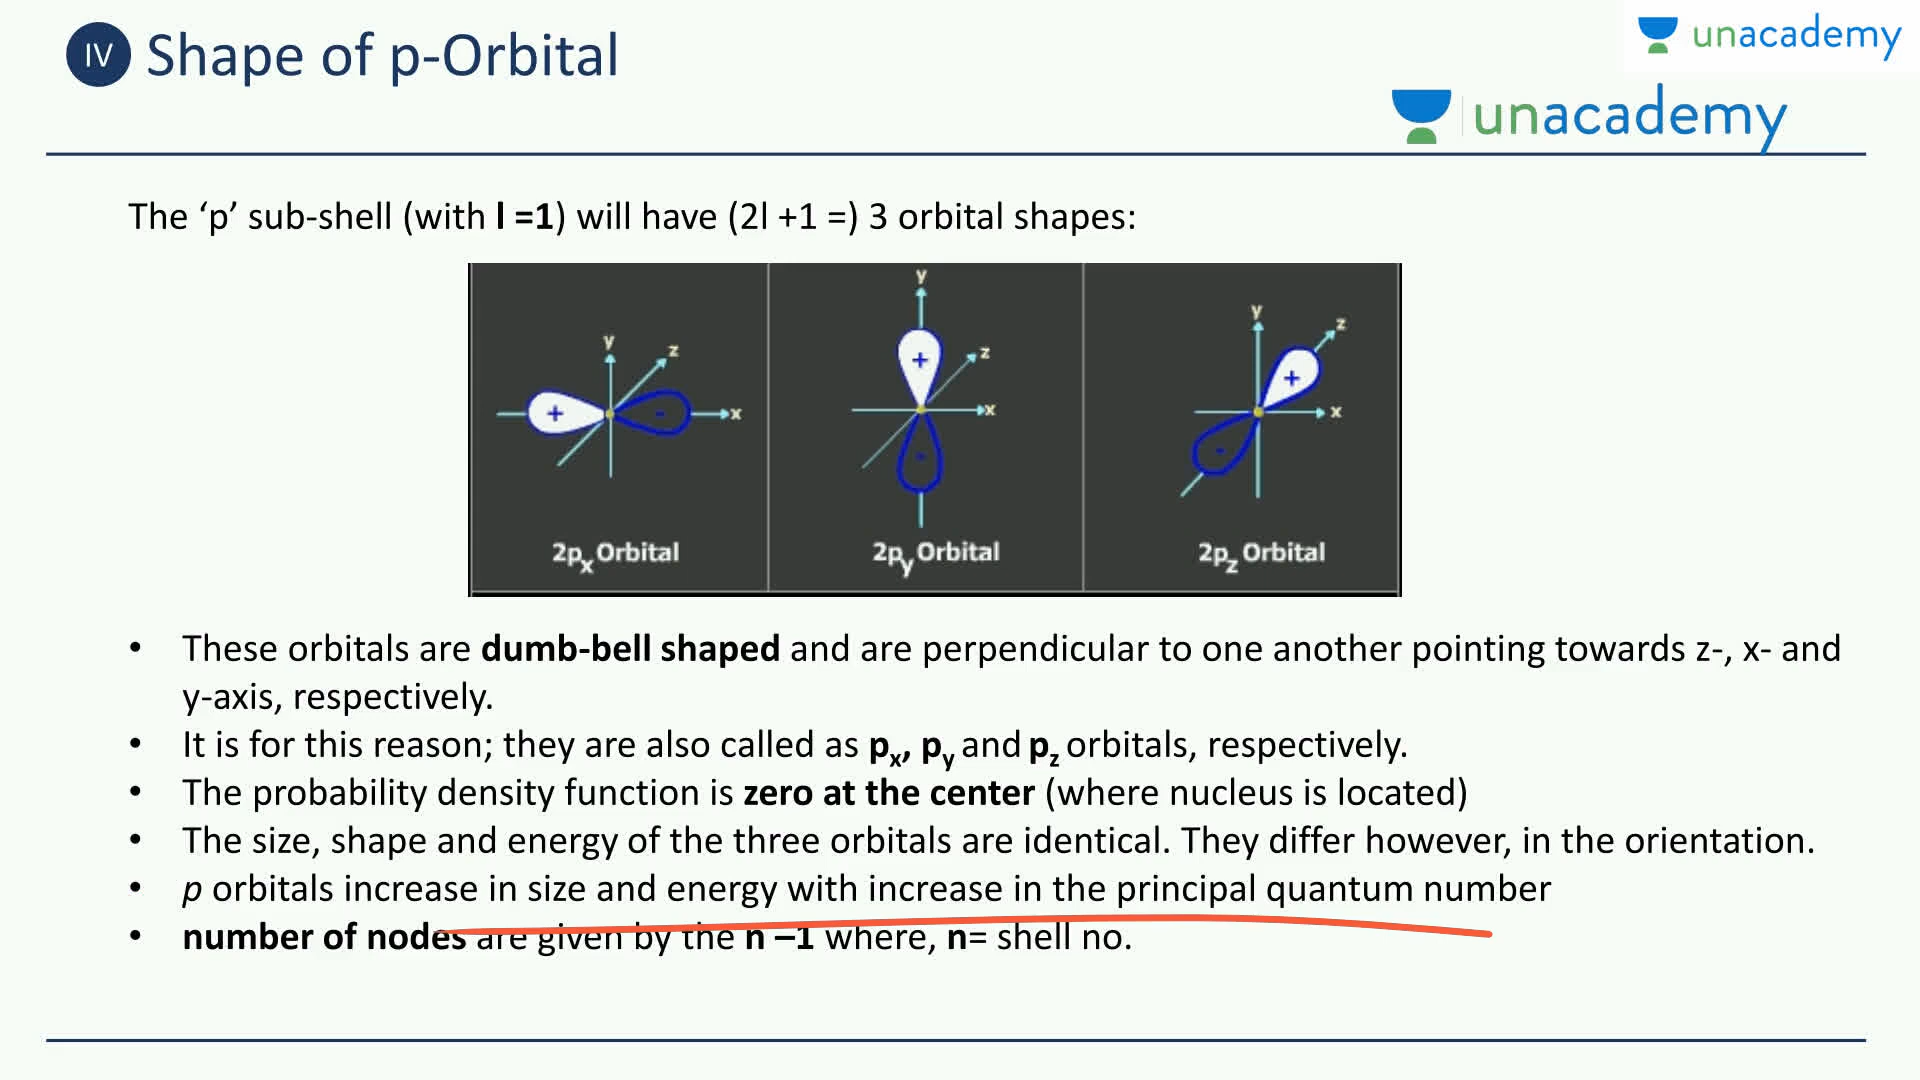 IV Shape of p-Orbital
unacademy
unacademy
The ‘p’ sub-shell (with l =1) will have (2l +1 =) 3 orbital shapes:
y
z
+
-
x
2px Orbital
y
z
+
x
-
2py Orbital
y
z
+
x
-
2pz Orbital
• These orbitals are dumb-bell shaped and are perpendicular to one another pointing towards z-, x- and
y-axis, respectively.
• It is for this reason; they are also called as px, py and pz orbitals, respectively.
• The probability density function is zero at the center (where nucleus is located)
• The size, shape and energy of the three orbitals are identical. They differ however, in the orientation.
• p orbitals increase in size and energy with increase in the principal quantum number
• number of nodes are given by the n –1 where, n= shell no.